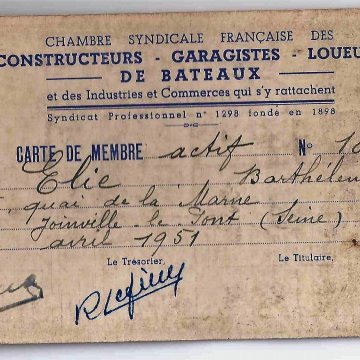 CHAMBRE SYNDICALE FRANÇAISE DES
CONSTRUCTEURS - GARAGISTES - LOUEU
DE BATEAUX
et des Industries et Commerces qui s'y rattachent
Syndicat Professionnel n° 1298 fondé en 1898
CARTE DE MEMBRE actif N° 10
Elie Barthélem
quai de la Marne
Joinville-le-Pont (Seine)
avril 1951
Le Trésorier, Le Titulaire,